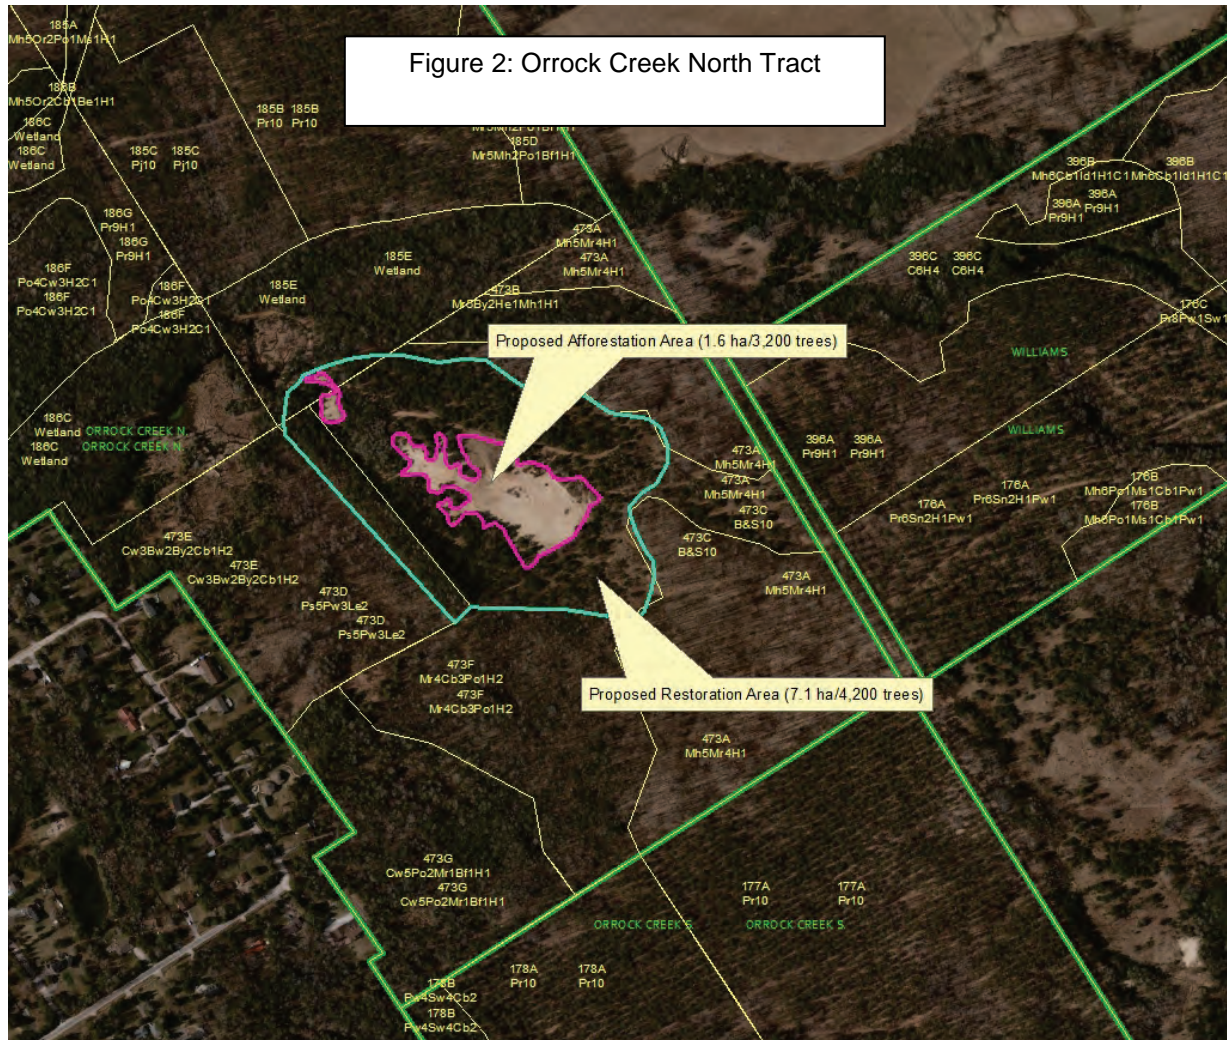 Figure 2: Orrock Creek North Tract
185A
Mh5Or2Po1Ms1H1
Mh5Or2Cb1Be1H1
186C
Wetland
186C
Wetland
185B 185B
Pr10 Pr10
185C 185C
Pj10 Pj10
185D
Mr5Mh2Po1Bf1H1
186G
Pr9H1
186G
Pr9H1
186F
Po4Cw3H2C1
186F
Po4Cw3H2C1
186F
Po4Cw3H2C1
186F
Po4Cw3H2C1
185E
Wetland
185E
Wetland
473A
Mh5Mr4H1
473A
Mh5Mr4H1
473B
Mr5By2He1Mh1H1
396B 396B
Mh6Cb1Id1H1C1 Mh6Cb1Id1H1C1
396A
Pr9H1
396A
Pr9H1
396C 396C
C6H4 C6H4
176C
Pr8Pw1Sw1
Proposed Afforestation Area (1.6 ha/3,200 trees)
WILLIAMS
WILLIAMS
186C
Wetland
186C
Wetland
ORROCK CREEK N.
ORROCK CREEK N.
396A 396A
Pr9H1 Pr9H1
473A
Mh5Mr4H1
473A
Mh5Mr4H1
473C
B&S10
473C
B&S10
473A
Mh5Mr4H1
176A
Pr6Sn2H1Pw1
176A
Pr6Sn2H1Pw1
176B
Mh6Po1Ms1Cb1Pw1
176B
Mh6Po1Ms1Cb1Pw1
473E
Cw3Bw2By2Cb1H2
473E
Cw3Bw2By2Cb1H2
473D
Ps5Pw3Le2
473D
Ps5Pw3Le2
473F
Mr4Cb3Po1H2
473F
Mr4Cb3Po1H2
Proposed Restoration Area (7.1 ha/4,200 trees)
473A
Mh5Mr4H1
473G
Cw5Po2Mr1Bf1H1
473G
Cw5Po2Mr1Bf1H1
177A 177A
Pr10 Pr10
ORROCK CREEK S. ORROCK CREEK S.
178A 178A
Pr10 Pr10
178B
Pw4Sw4Cb2
178B
Pw4Sw4Cb2